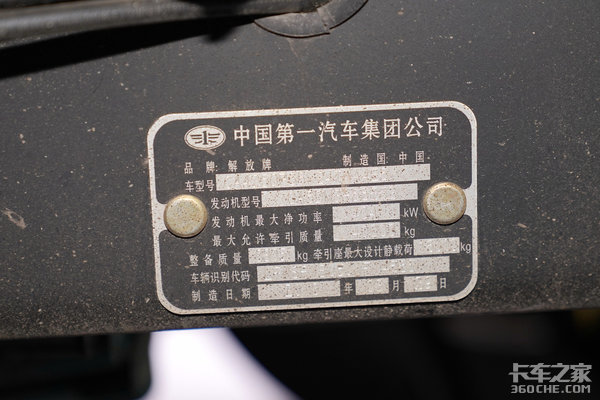 中国第一汽车集团公司
品牌:解放牌 制造国:中国
车型号
发动机型号
发动机最大净功率 kW
最大允许牵引质量 kg
整备质量 kg 牵引座最大设计静载荷 kg
车辆识别代码
制造日期 年 月 日
卡车之家
360CHE.COM